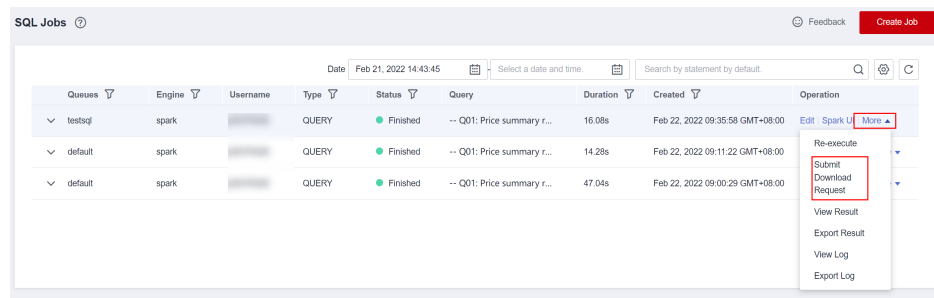 SQL Jobs ?
Feedback
Create Job
Date Feb 21, 2022 14:43:45 - Select a date and time. Search by statement by default.
Queues Engine Username Type Status Query Duration Created Operation
testsql spark QUERY Finished -- Q01: Price summary r... 16.08s Feb 22, 2022 09:35:58 GMT+08:00 Edit Spark U More
default spark QUERY Finished -- Q01: Price summary r... 14.28s Feb 22, 2022 09:11:22 GMT+08:00
default spark QUERY Finished -- Q01: Price summary r... 47.04s Feb 22, 2022 09:00:29 GMT+08:00
Re-execute
Submit
Download
Request
View Result
Export Result
View Log
Export Log